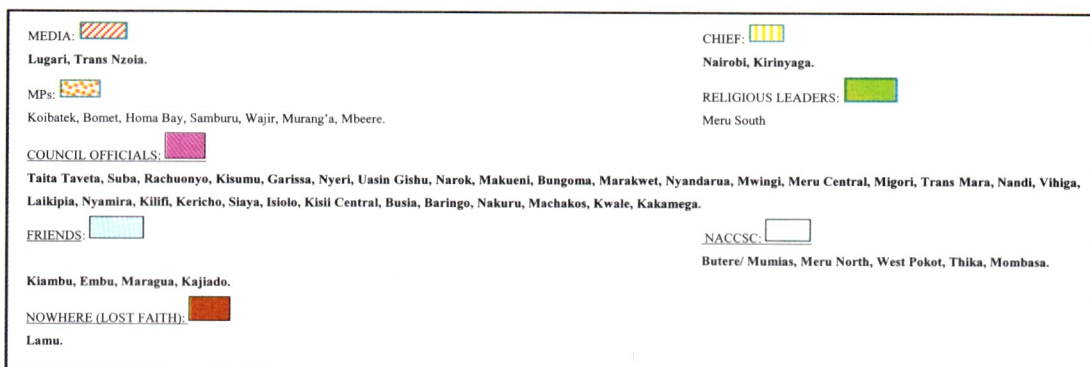 MEDIA:
Lugari, Trans Nzoia.
CHIEF:
Nairobi, Kirinyaga.
MPs:
Koibatek, Bomet, Homa Bay, Samburu, Wajir, Murang'a, Mbeere.
RELIGIOUS LEADERS:
Meru South
COUNCIL OFFICIALS:
Taita Taveta, Suba, Rachuonyo, Kisumu, Garissa, Nyeri, Uasin Gishu, Narok, Makueni, Bungoma, Marakwet, Nyandarua, Mwingi, Meru Central, Migori, Trans Mara, Nandi, Vihiga,
Laikipia, Nyamira, Kilifi, Kericho, Siaya, Isiolo, Kisii Central, Busia, Baringo, Nakuru, Machakos, Kwale, Kakamega.
FRIENDS:
Kiambu, Embu, Maragua, Kajiado.
NACCSC:
Butere/ Mumias, Meru North, West Pokot, Thika, Mombasa.
NOWHERE (LOST FAITH):
Lamu.